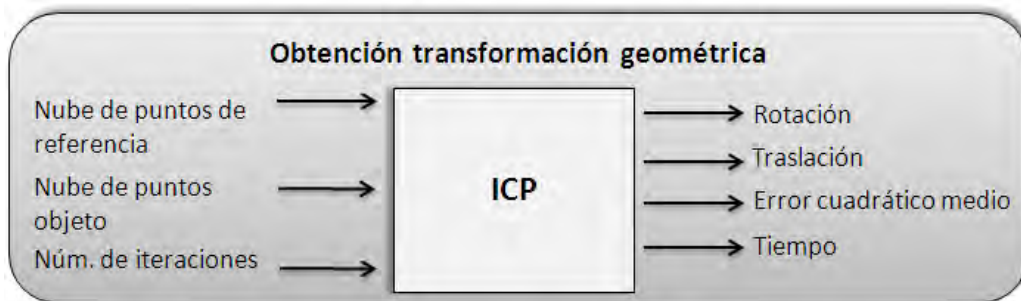 Obtención transformación geométrica
Nube de puntos de
referencia
Nube de puntos
objeto
Núm. de iteraciones
ICP
Rotación
Traslación
Error cuadrático medio
Tiempo